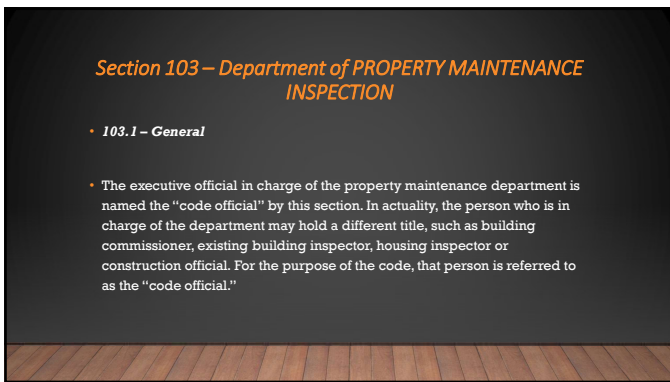 Section 103 – Department of PROPERTY MAINTENANCE
INSPECTION
• 103.1 – General
• The executive official in charge of the property maintenance department is
named the “code official” by this section. In actuality, the person who is in
charge of the department may hold a different title, such as building
commissioner, existing building inspector, housing inspector or
construction official. For the purpose of the code, that person is referred to
as the “code official.”